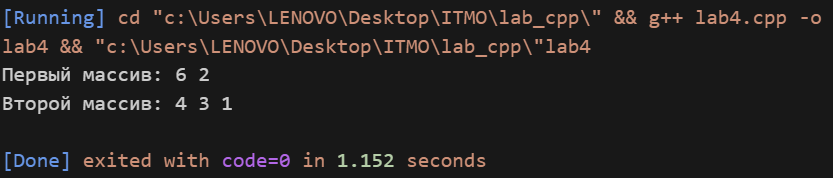 [Running] cd "c:\Users\LENOVO\Desktop\ITMO\lab_cpp\" && g++ lab4.cpp -o
lab4 && "c:\Users\LENOVO\Desktop\ITMO\lab_cpp\"lab4
Первый массив: 6 2
Второй массив: 4 3 1
[Done] exited with code=0 in 1.152 seconds